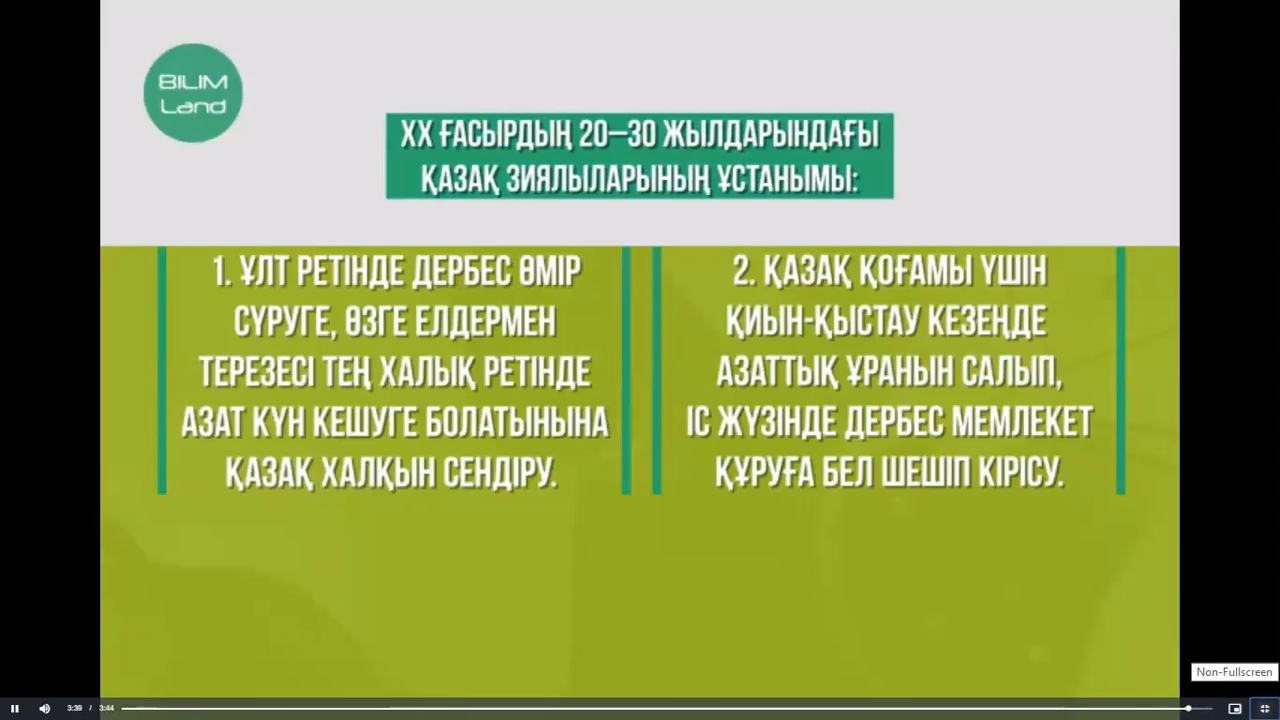 BILIM
Land
XX ҒАСЫРДЫҢ 20–30 ЖЫЛДАРЫНДАҒЫ
ҚАЗАҚ ЗИЯЛЫЛАРЫНЫҢ ҰСТАНЫМЫ:
1. ҰЛТ РЕТІНДЕ ДЕРБЕС ӨМІР
СҮРУГЕ, ӨЗГЕ ЕЛДЕРМЕН
ТЕРЕЗЕСІ ТЕҢ ХАЛЫҚ РЕТІНДЕ
АЗАТ КҮН КЕШУГЕ БОЛАТЫНЫНА
ҚАЗАҚ ХАЛҚЫН СЕНДІРУ.
2. ҚАЗАҚ ҚОҒАМЫ ҮШІН
ҚИЫН-ҚЫСТАУ КЕЗЕҢДЕ
АЗАТТЫҚ ҰРАНЫН САЛЫП,
ІС ЖҮЗІНДЕ ДЕРБЕС МЕМЛЕКЕТ
ҚҰРУҒА БЕЛ ШЕШІП КІРІСУ.
Non-Fullscreen
3:39 / 3:44